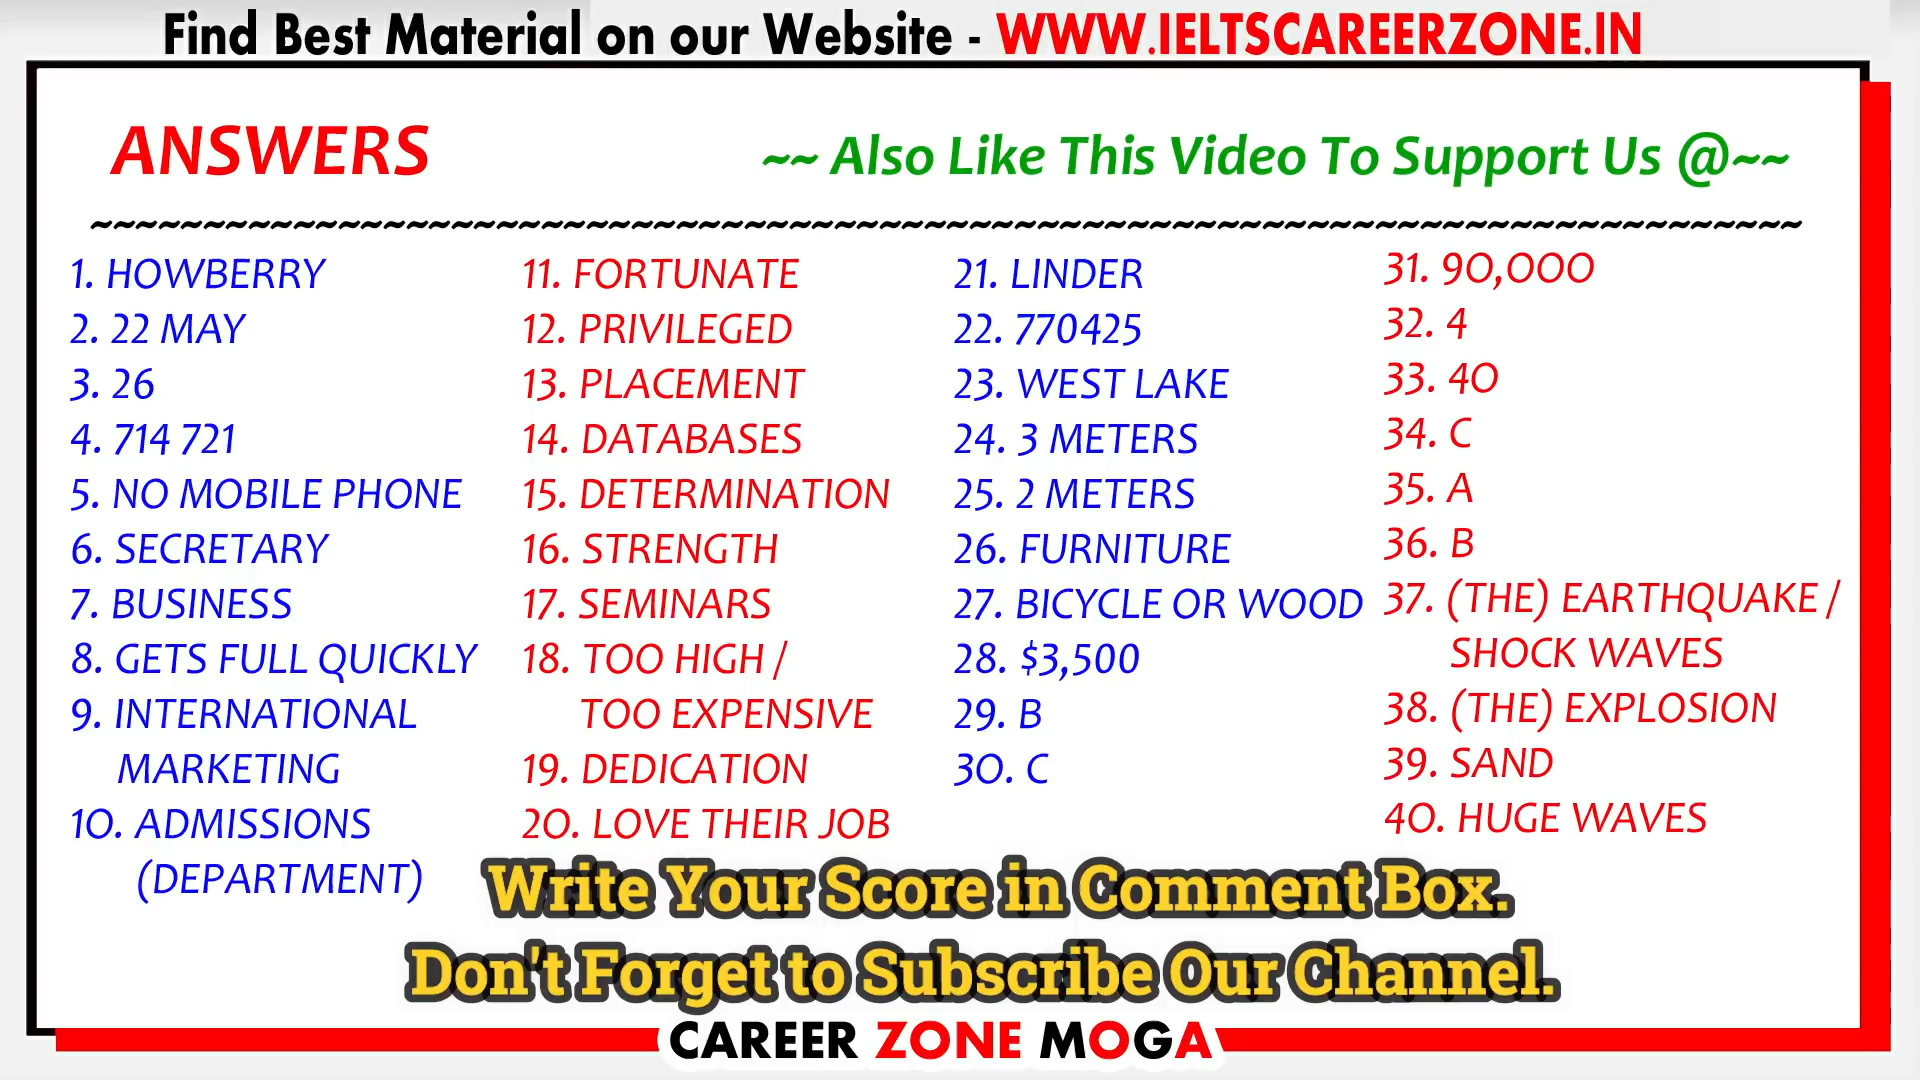 Find Best Material on our Website - WWW.IELTSCAREERZONE.IN
ANSWERS
~~ Also Like This Video To Support Us @~~
~~~~~~~~~~~~~~~~~~~~~~~~~~~~~~~~~~~~~~~~~~~~~~~~~~~~~~~~~~~~~~~~~~~~~~~~~~~~
1. HOWBERRY
2. 22 MAY
3. 26
4. 714 721
5. NO MOBILE PHONE
6. SECRETARY
7. BUSINESS
8. GETS FULL QUICKLY
9. INTERNATIONAL
MARKETING
10. ADMISSIONS
(DEPARTMENT)
11. FORTUNATE
12. PRIVILEGED
13. PLACEMENT
14. DATABASES
15. DETERMINATION
16. STRENGTH
17. SEMINARS
18. TOO HIGH /
TOO EXPENSIVE
19. DEDICATION
20. LOVE THEIR JOB
21. LINDER
22. 770425
23. WEST LAKE
24. 3 METERS
25. 2 METERS
26. FURNITURE
27. BICYCLE OR WOOD
28. $3,500
29. B
30. C
31. 90,000
32. 4
33. 40
34. C
35. A
36. B
37. (THE) EARTHQUAKE /
SHOCK WAVES
38. (THE) EXPLOSION
39. SAND
40. HUGE WAVES
Write Your Score in Comment Box.
Don't Forget to Subscribe Our Channel.
CAREER ZONE MOGA